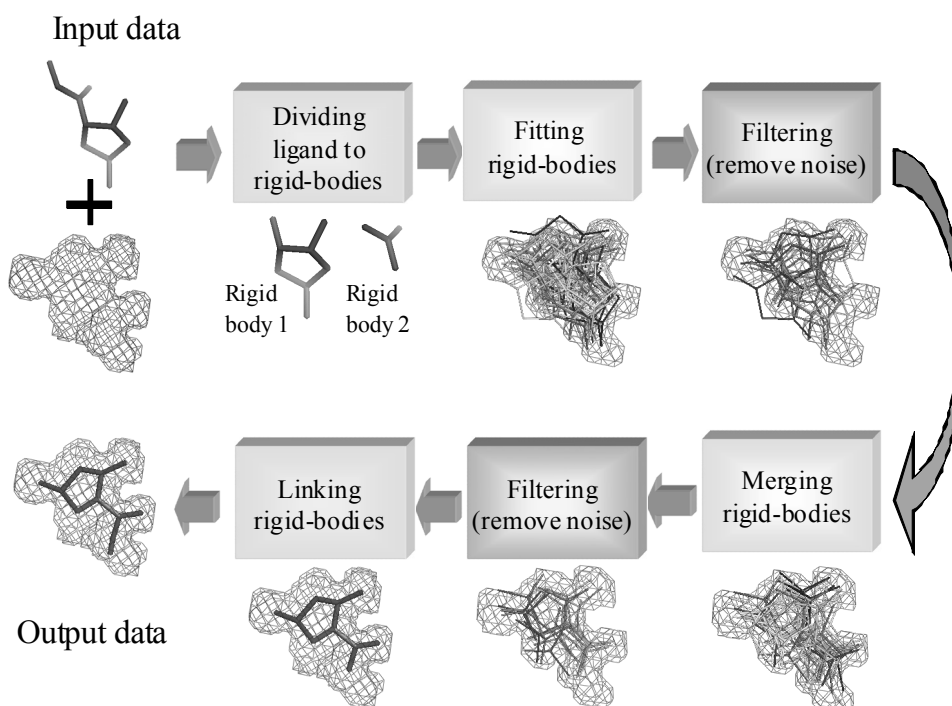 Input data
Dividing
ligand to
rigid-bodies
Fitting
rigid-bodies
Filtering
(remove noise)
Rigid
body 1
Rigid
body 2
Linking
rigid-bodies
Filtering
(remove noise)
Merging
rigid-bodies
Output data